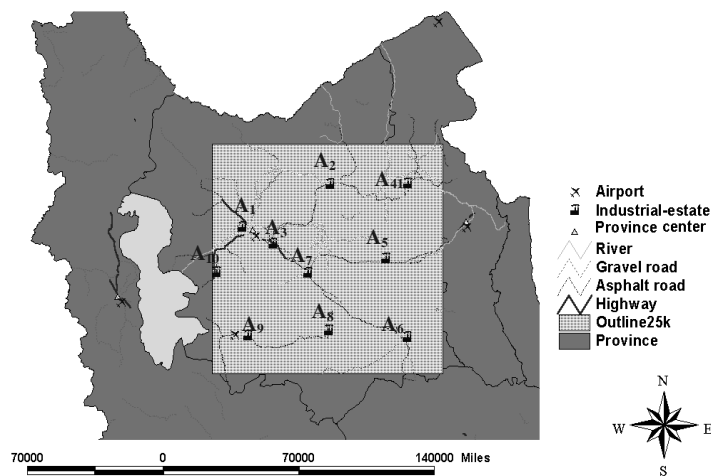 A2
A41
A1
A3
A5
A10
A7
A9
A8
A6
Airport
Industrial-estate
Province center
River
Gravel road
Asphalt road
Highway
Outline25k
Province
N
W E
S
70000 0 70000 140000 Miles